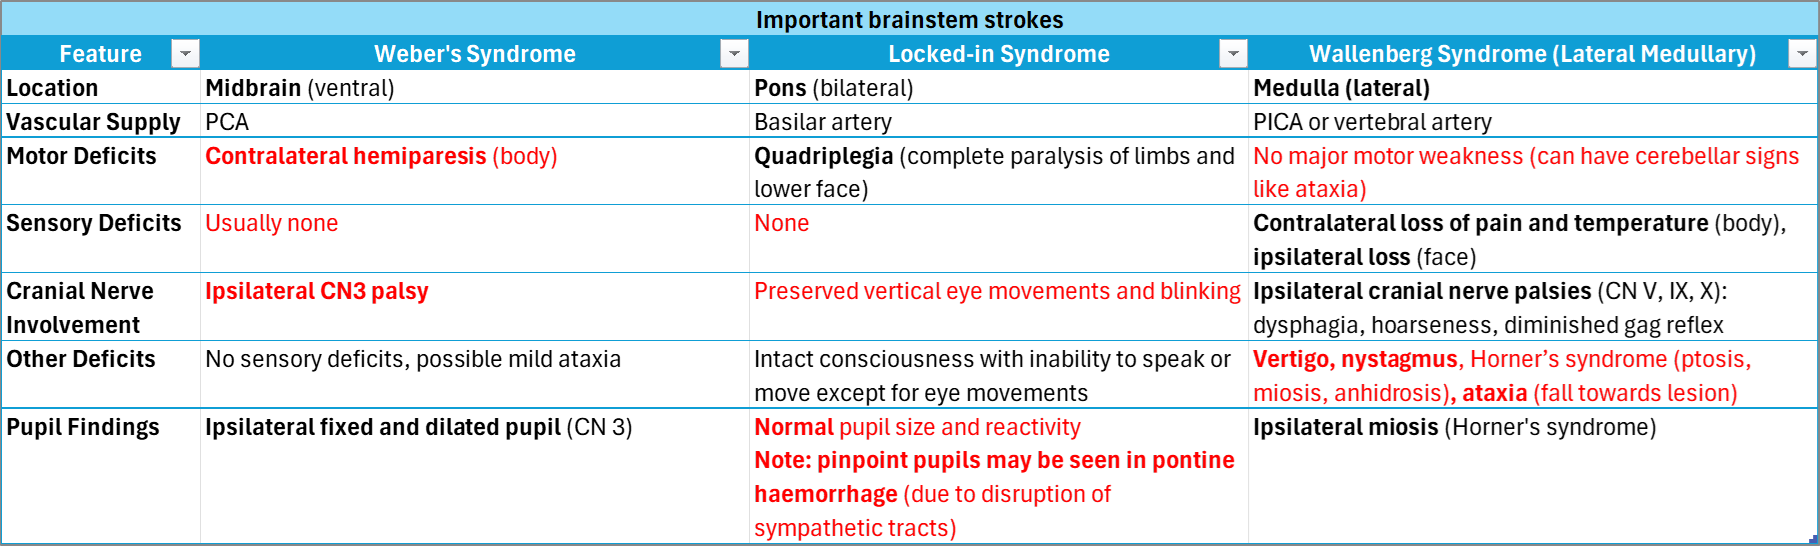 Important brainstem strokes
Feature Weber's Syndrome Locked-in Syndrome Wallenberg Syndrome (Lateral Medullary)
Location Midbrain (ventral) Pons (bilateral) Medulla (lateral)
Vascular Supply PCA Basilar artery PICA or vertebral artery
Motor Deficits Contralateral hemiparesis (body) Quadriplegia (complete paralysis of limbs and No major motor weakness (can have cerebellar signs
lower face) like ataxia)
Sensory Deficits Usually none None Contralateral loss of pain and temperature (body),
ipsilateral loss (face)
Cranial Nerve Ipsilateral CN3 palsy Preserved vertical eye movements and blinking Ipsilateral cranial nerve palsies (CN V, IX, X):
Involvement dysphagia, hoarseness, diminished gag reflex
Other Deficits No sensory deficits, possible mild ataxia Intact consciousness with inability to speak or Vertigo, nystagmus, Horner’s syndrome (ptosis,
move except for eye movements miosis, anhidrosis), ataxia (fall towards lesion)
Pupil Findings Ipsilateral fixed and dilated pupil (CN 3) Normal pupil size and reactivity Ipsilateral miosis (Horner's syndrome)
Note: pinpoint pupils may be seen in pontine
haemorrhage (due to disruption of
sympathetic tracts)